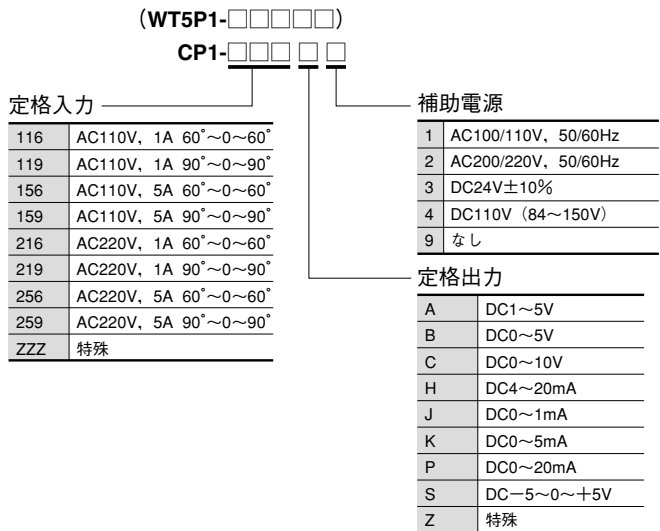 (WT5P1-□□□□□)
CP1-□□□ □ □
定格入力
116 AC110V, 1A 60°~0~60°
119 AC110V, 1A 90°~0~90°
156 AC110V, 5A 60°~0~60°
159 AC110V, 5A 90°~0~90°
216 AC220V, 1A 60°~0~60°
219 AC220V, 1A 90°~0~90°
256 AC220V, 5A 60°~0~60°
259 AC220V, 5A 90°~0~90°
ZZZ 特殊
補助電源
1 AC100/110V, 50/60Hz
2 AC200/220V, 50/60Hz
3 DC24V±10%
4 DC110V（84~150V）
9 なし
定格出力
A DC1~5V
B DC0~5V
C DC0~10V
H DC4~20mA
J DC0~1mA
K DC0~5mA
P DC0~20mA
S DC−5~0~+5V
Z 特殊